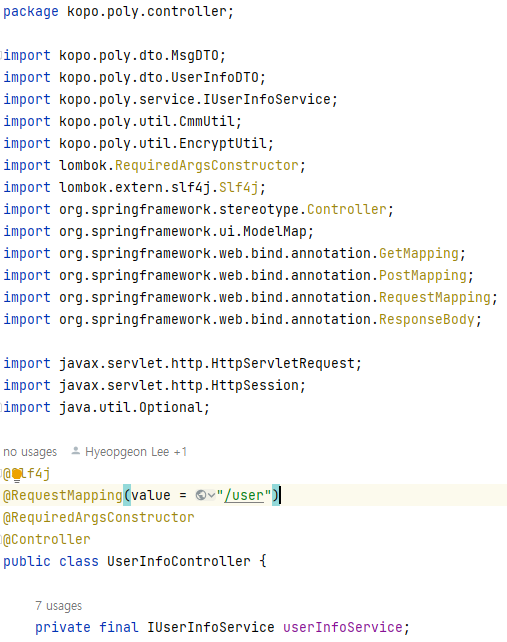 package kopo.poly.controller;
import kopo.poly.dto.MsgDTO;
import kopo.poly.dto.UserInfoDTO;
import kopo.poly.service.IUserInfoService;
import kopo.poly.util.CmmUtil;
import kopo.poly.util.EncryptUtil;
import lombok.RequiredArgsConstructor;
import lombok.extern.slf4j.Slf4j;
import org.springframework.stereotype.Controller;
import org.springframework.ui.ModelMap;
import org.springframework.web.bind.annotation.GetMapping;
import org.springframework.web.bind.annotation.PostMapping;
import org.springframework.web.bind.annotation.RequestMapping;
import org.springframework.web.bind.annotation.ResponseBody;
import javax.servlet.http.HttpServletRequest;
import javax.servlet.http.HttpSession;
import java.util.Optional;
no usages Hyeopgeon Lee +1
@Slf4j
@RequestMapping(value = "/user")
@RequiredArgsConstructor
@Controller
public class UserInfoController {
7 usages
private final IUserInfoService userInfoService;